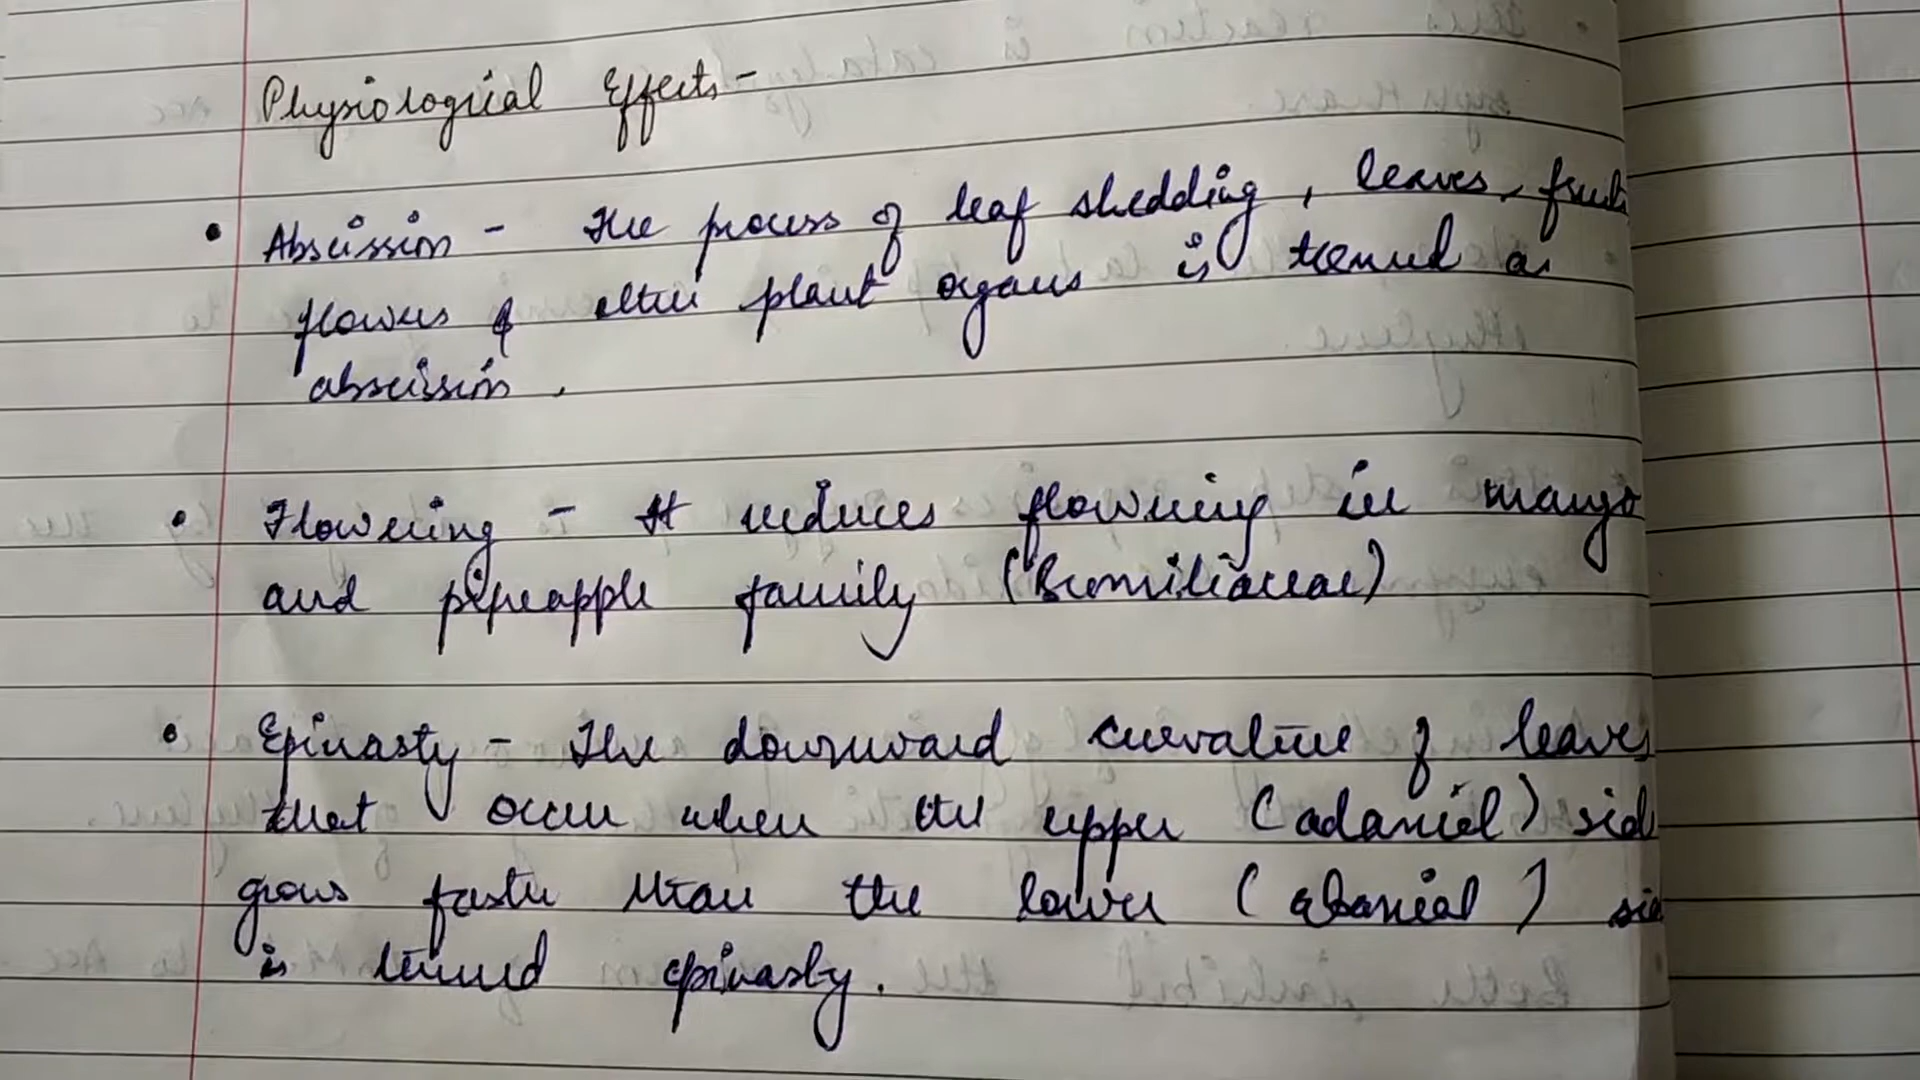 Physiological Effects -
• Abscission - The process of leaf shedding, leaves, fruit
flowers & other plant organs is termed as
abscission.
• Flowering - It induces flowering in mango
and pineapple family (Bromiliaceae)
• Epinasty - The downward curvature of leaves
that occur when the upper (adaxial) side
grows faster than the lower (abaxial) side
is termed epinasty.